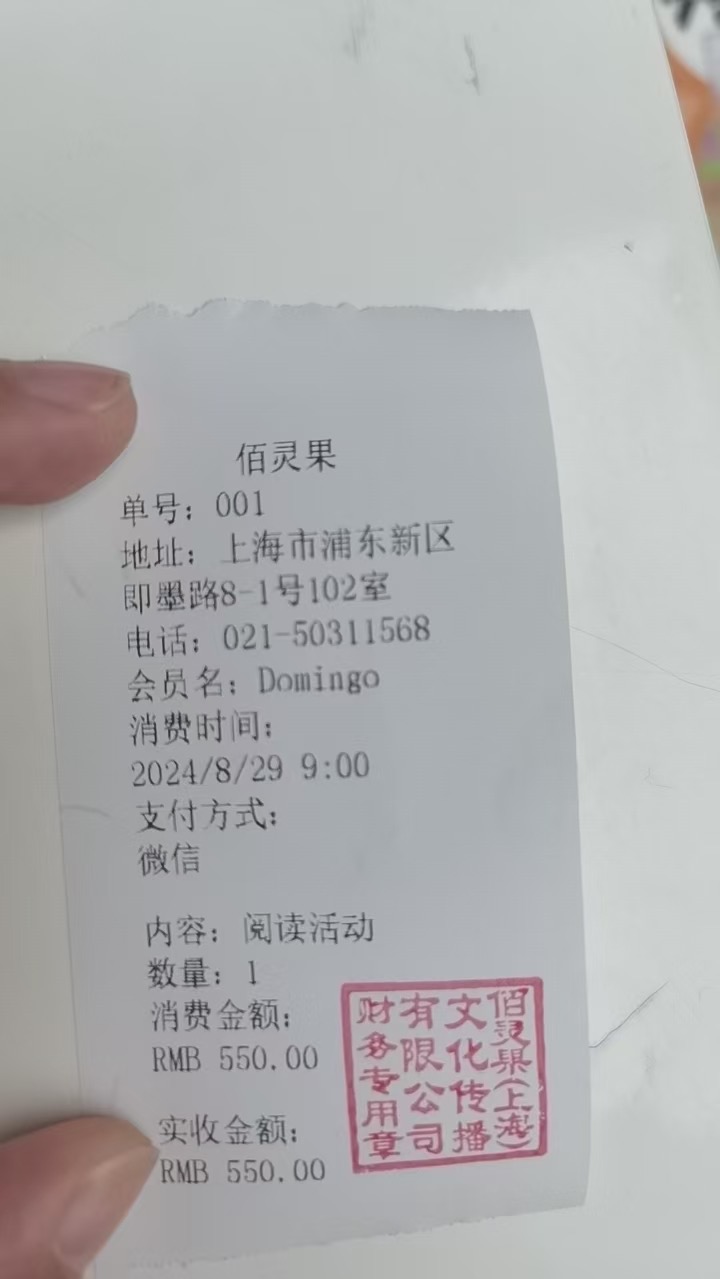 佰灵果
单号：001
地址：上海市浦东新区
即墨路8-1号102室
电话：021-50311568
会员名：Domingo
消费时间：
2024/8/29 9:00
支付方式：
微信
内容：阅读活动
数量：1
消费金额：
RMB 550.00
实收金额：
RMB 550.00
佰灵果(上海)
文化传播
有限公司
财务专用章